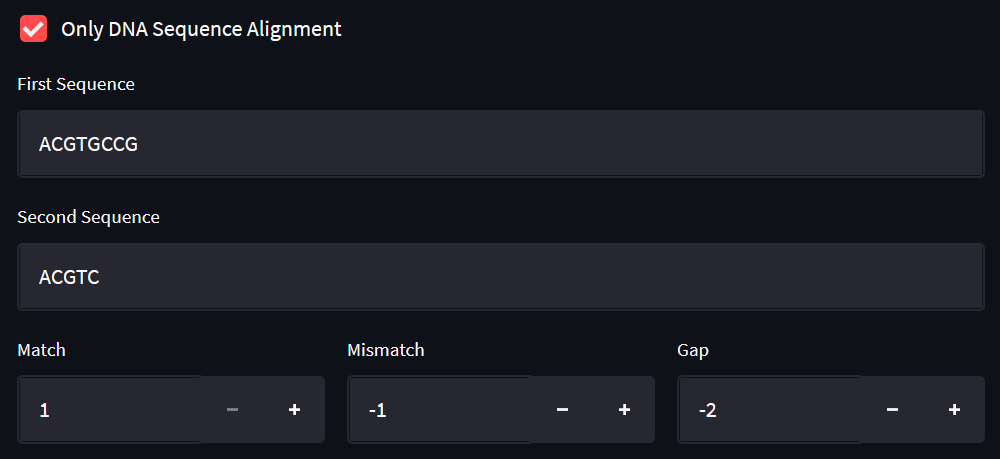 Only DNA Sequence Alignment
First Sequence
ACGTGCCG
Second Sequence
ACGTC
Match Mismatch Gap
1 − + -1 − + -2 − +